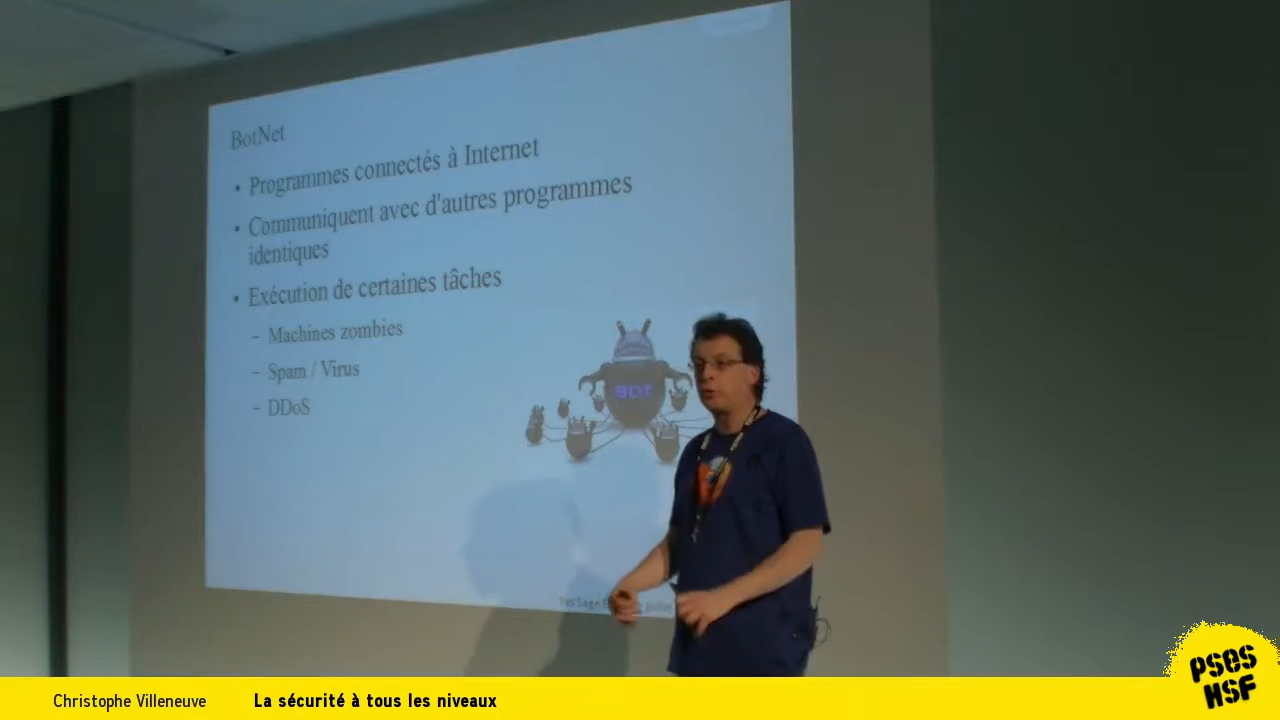 BotNet
• Programmes connectés à Internet
• Communiquent avec d'autres programmes
identiques
• Exécution de certaines tâches
– Machines zombies
– Spam / Virus
– DDoS
BOT
Christophe Villeneuve
La sécurité à tous les niveaux
PSES
HSF